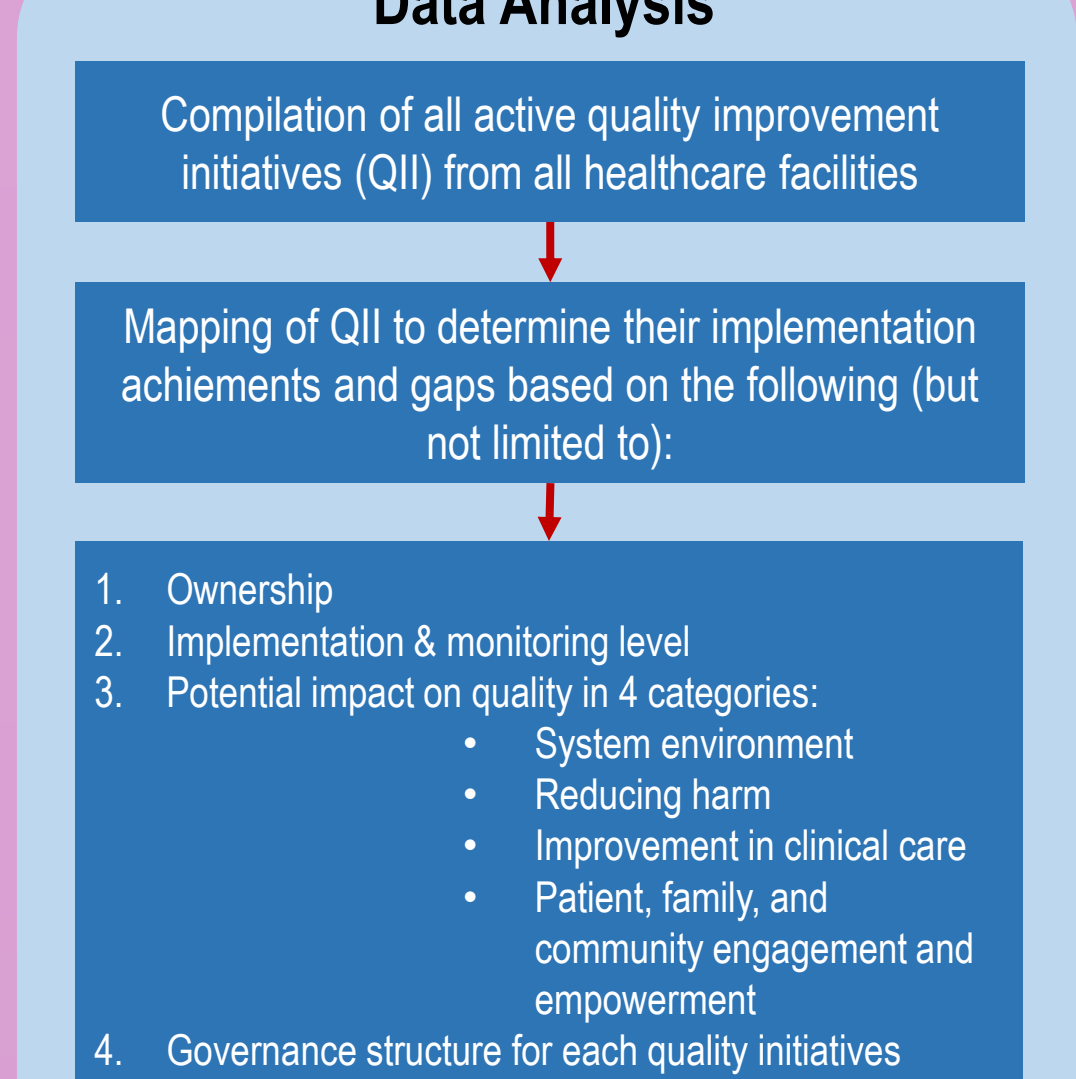 Data Analysis
Compilation of all active quality improvement
initiatives (QII) from all healthcare facilities
Mapping of QII to determine their implementation
achiements and gaps based on the following (but
not limited to):
1. Ownership
2. Implementation & monitoring level
3. Potential impact on quality in 4 categories:
• System environment
• Reducing harm
• Improvement in clinical care
• Patient, family, and
community engagement and
empowerment
4. Governance structure for each quality initiatives